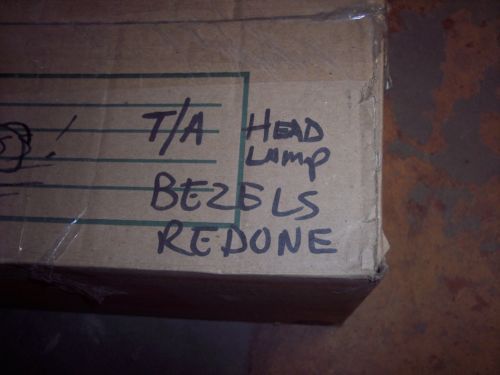 T/A HEAD
LAMP
BEZELS
REDONE